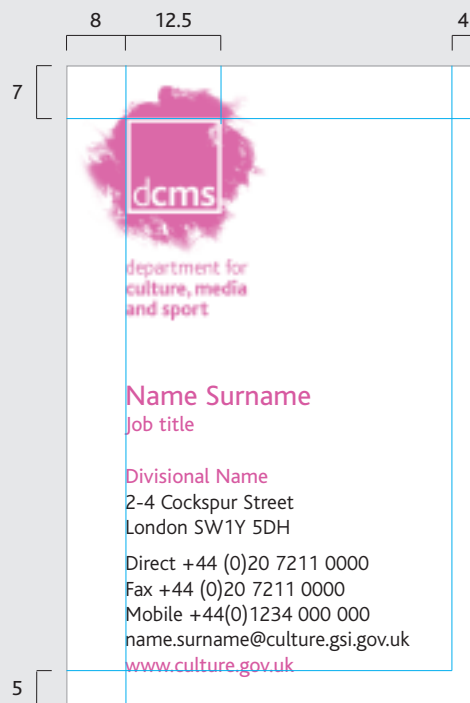 8 12.5 4
7
dcms
department for
culture, media
and sport
Name Surname
Job title
Divisional Name
2-4 Cockspur Street
London SW1Y 5DH
Direct +44 (0)20 7211 0000
Fax +44 (0)20 7211 0000
Mobile +44(0)1234 000 000
name.surname@culture.gsi.gov.uk
www.culture.gov.uk
5